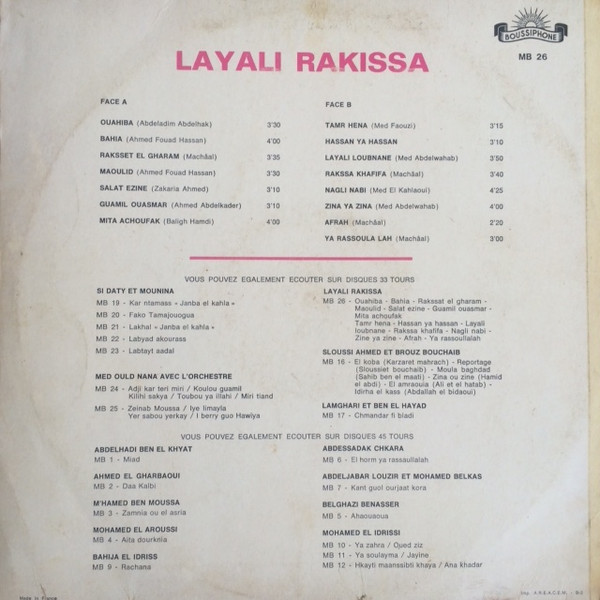 BOUSSIPHONE
MB 26
LAYALI RAKISSA
FACE A
OUAHIBA (Abdeladim Abdelhak) 3'30
BAHIA (Ahmed Fouad Hassan) 4'00
RAKSSET EL GHARAM (Machâal) 3'35
MAOULID (Ahmed Fouad Hassan) 3'30
SALAT EZINE (Zakaria Ahmed) 3'10
GUAMIL OUASMAR (Ahmed Abdelkader) 3'10
MITA ACHOUFAK (Baligh Hamdi) 4'00
FACE B
TAMR HENA (Med Faouzi) 3'15
HASSAN YA HASSAN 3'10
LAYALI LOUBNANE (Med Abdelwahab) 3'50
RAKSSA KHAFIFA (Machâal) 3'40
NAGLI NABI (Med El Kahlaoui) 4'25
ZINA YA ZINA (Med Abdelwahab) 4'00
AFRAH (Machâal) 2'20
YA RASSOULA LAH (Machâal) 3'00
VOUS POUVEZ EGALEMENT ECOUTER SUR DISQUES 33 TOURS
SI DATY ET MOUNINA
MB 19 - Kar ntamass « Janba el kahla »
MB 20 - Fako Tamajouogua
MB 21 - Lakhal « Janba el kahla »
MB 22 - Labyad akourass
MB 23 - Labtayt aadal
MED OULD NANA AVEC L'ORCHESTRE
MB 24 - Adji kar teri miri / Koulou guamil
Kilihi sakya / Toubou ya illahi / Miri tiand
MB 25 - Zeinab Moussa / Iye limayla
Yer sabou yerkay / I berry guo Hawiya
LAYALI RAKISSA
MB 26 - Ouahiba - Bahia - Rakssat el gharam -
Maoulid - Salat ezine - Guamil ouasmar -
Mita achoufak
Tamr hena - Hassan ya hassan - Layali
loubnane - Rakssa khafifa - Nagli nabi -
Zine ya zine - Afrah - Ya rassoullah
SLOUSSI AHMED ET BROUZ BOUCHAIB
MB 16 - El koba (Karzaret mahrach) - Reportage
(Sloussiet bouchaib) - Moula baghdad
(Sahib ben el maati) - Zina ou zine (Hamid
el abdi) - El amraouia (Ali et el hatab) -
Idirha el kass (Abdallah el bidaoui)
LAMGHARI ET BEN EL HAYAD
MB 17 - Chmandar fi bladi
VOUS POUVEZ EGALEMENT ECOUTER SUR DISQUES 45 TOURS
ABDELHADI BEN EL KHYAT
MB 1 - Miad
AHMED EL GHARBAOUI
MB 2 - Daa Kalbi
M'HAMED BEN MOUSSA
MB 3 - Zamnia ou el asria
MOHAMED EL AROUSSI
MB 4 - Aita dourknia
BAHIJA EL IDRISS
MB 9 - Rachana
ABDESSADAK CHKARA
MB 6 - El horm ya rassaullah
ABDELJABAR LOUZIR ET MOHAMED BELKAS
MB 7 - Kant guol ourjaat kora
BELGHAZI BENASSER
MB 5 - Ahaouaoua
MOHAMED EL IDRISSI
MB 10 - Ya zahra / Oued ziz
MB 11 - Ya soulayma / Jayine
MB 12 - Hkayti maanssibti khaya / Ana khadar
Made in France